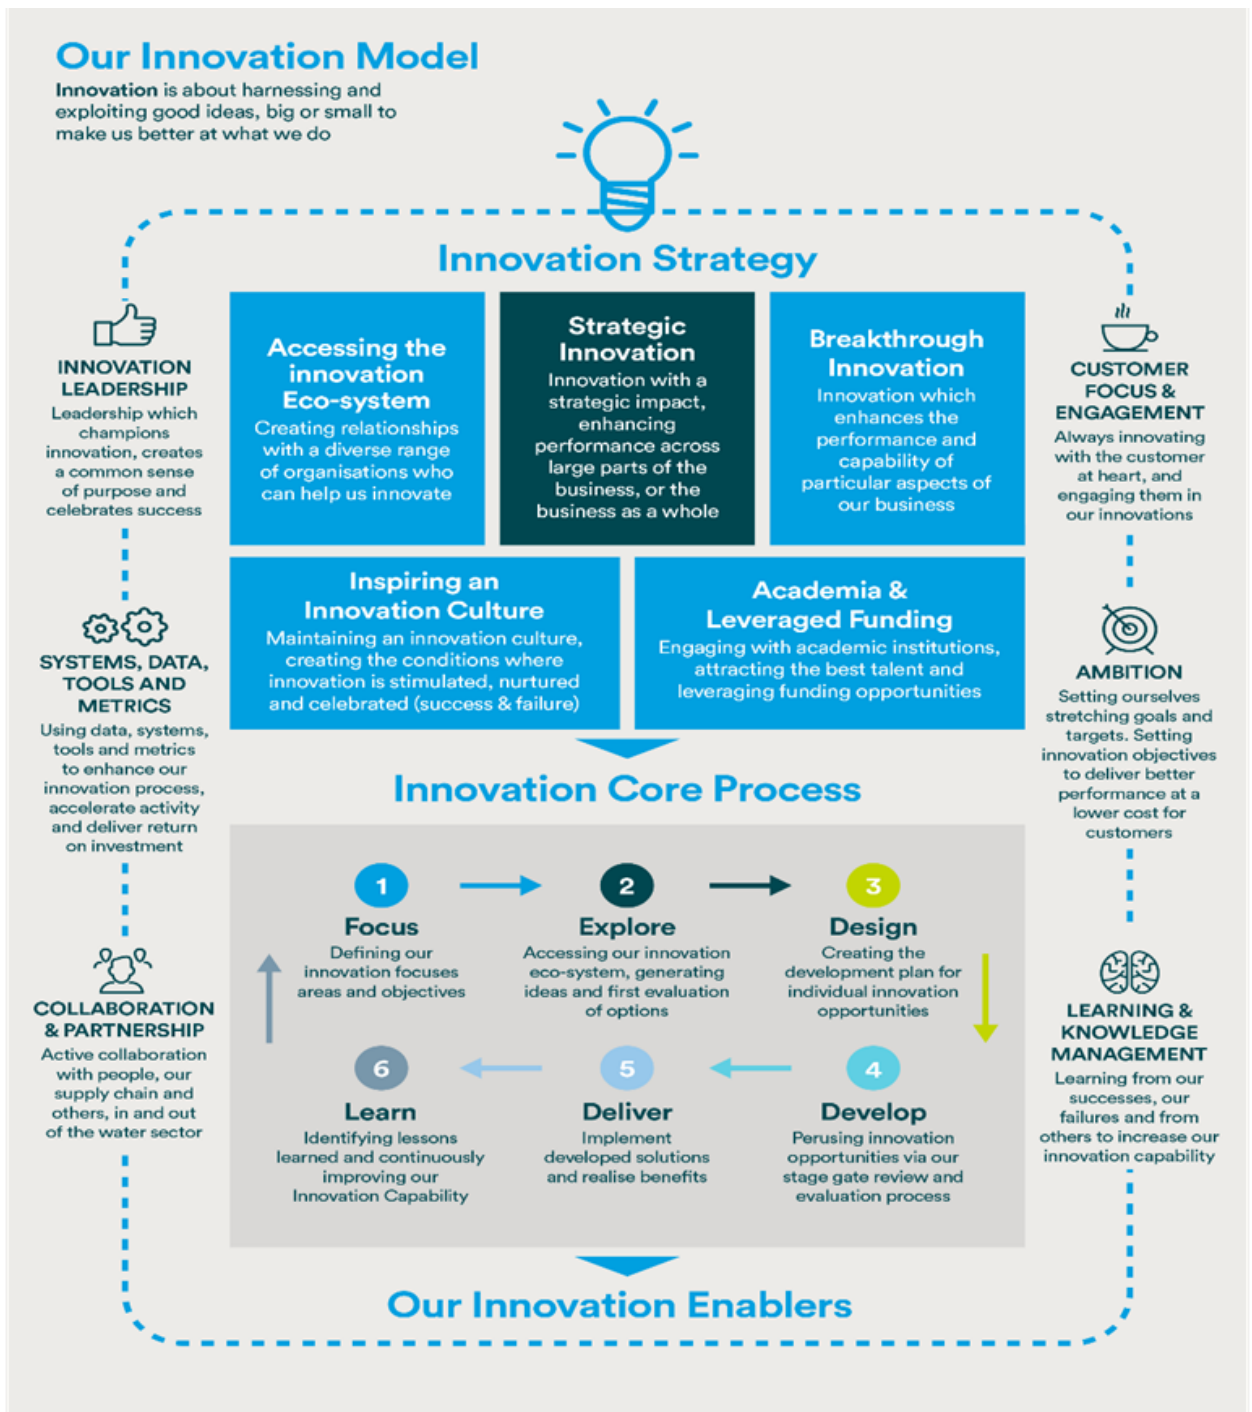 Our Innovation Model
Innovation is about harnessing and
exploiting good ideas, big or small to
make us better at what we do
Innovation Strategy
Accessing the
innovation
Eco-system
Creating relationships
with a diverse range
of organisations who
can help us innovate
Strategic
Innovation
Innovation with a
strategic impact,
enhancing
performance across
large parts of the
business, or the
business as a whole
Breakthrough
Innovation
Innovation which
enhances the
performance and
capability of
particular aspects of
our business
Inspiring an
Innovation Culture
Maintaining an innovation culture,
creating the conditions where
innovation is stimulated, nurtured
and celebrated (success & failure)
Academia &
Leveraged Funding
Engaging with academic institutions,
attracting the best talent and
leveraging funding opportunities
INNOVATION
LEADERSHIP
Leadership which
champions
innovation, creates
a common sense
of purpose and
celebrates success
SYSTEMS, DATA,
TOOLS AND
METRICS
Using data, systems,
tools and metrics
to enhance our
innovation process,
accelerate activity
and deliver return
on investment
COLLABORATION
& PARTNERSHIP
Active collaboration
with people, our
supply chain and
others, in and out
of the water sector
CUSTOMER
FOCUS &
ENGAGEMENT
Always innovating
with the customer
at heart, and
engaging them in
our innovations
AMBITION
Setting ourselves
stretching goals and
targets. Setting
innovation objectives
to deliver better
performance at a
lower cost for
customers
LEARNING &
KNOWLEDGE
MANAGEMENT
Learning from our
successes, our
failures and from
others to increase our
innovation capability
Innovation Core Process
1
Focus
Defining our
innovation focuses
areas and objectives
2
Explore
Accessing our innovation
eco-system, generating
ideas and first evaluation
of options
3
Design
Creating the
development plan for
individual innovation
opportunities
4
Develop
Perusing innovation
opportunities via our
stage gate review and
evaluation process
5
Deliver
Implement
developed solutions
and realise benefits
6
Learn
Identifying lessons
learned and continuously
improving our
Innovation Capability
Our Innovation Enablers